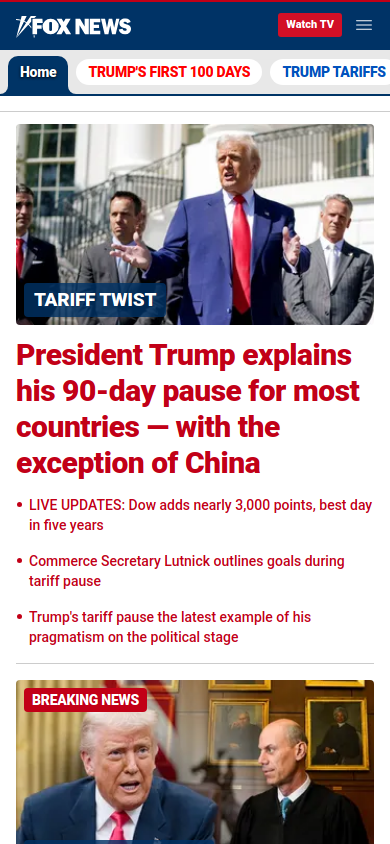 FOX NEWS
Watch TV
Home
TRUMP'S FIRST 100 DAYS
TRUMP TARIFFS
TARIFF TWIST
President Trump explains
his 90-day pause for most
countries — with the
exception of China
• LIVE UPDATES: Dow adds nearly 3,000 points, best day
in five years
• Commerce Secretary Lutnick outlines goals during
tariff pause
• Trump's tariff pause the latest example of his
pragmatism on the political stage
BREAKING NEWS